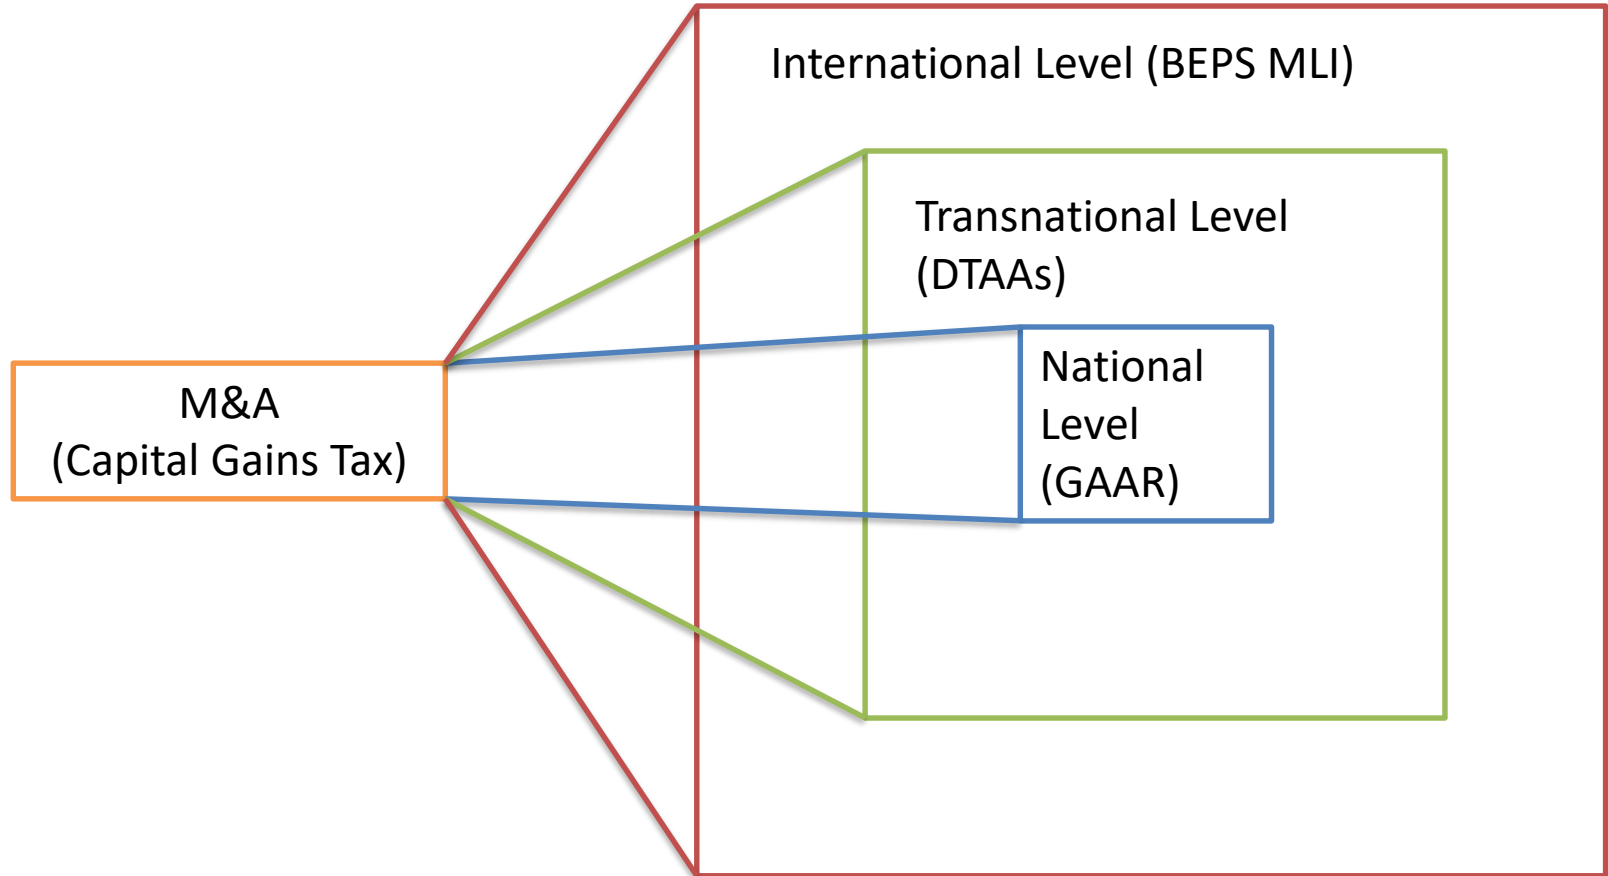 International Level (BEPS MLI)
Transnational Level
(DTAAs)
National
Level
(GAAR)
M&A
(Capital Gains Tax)